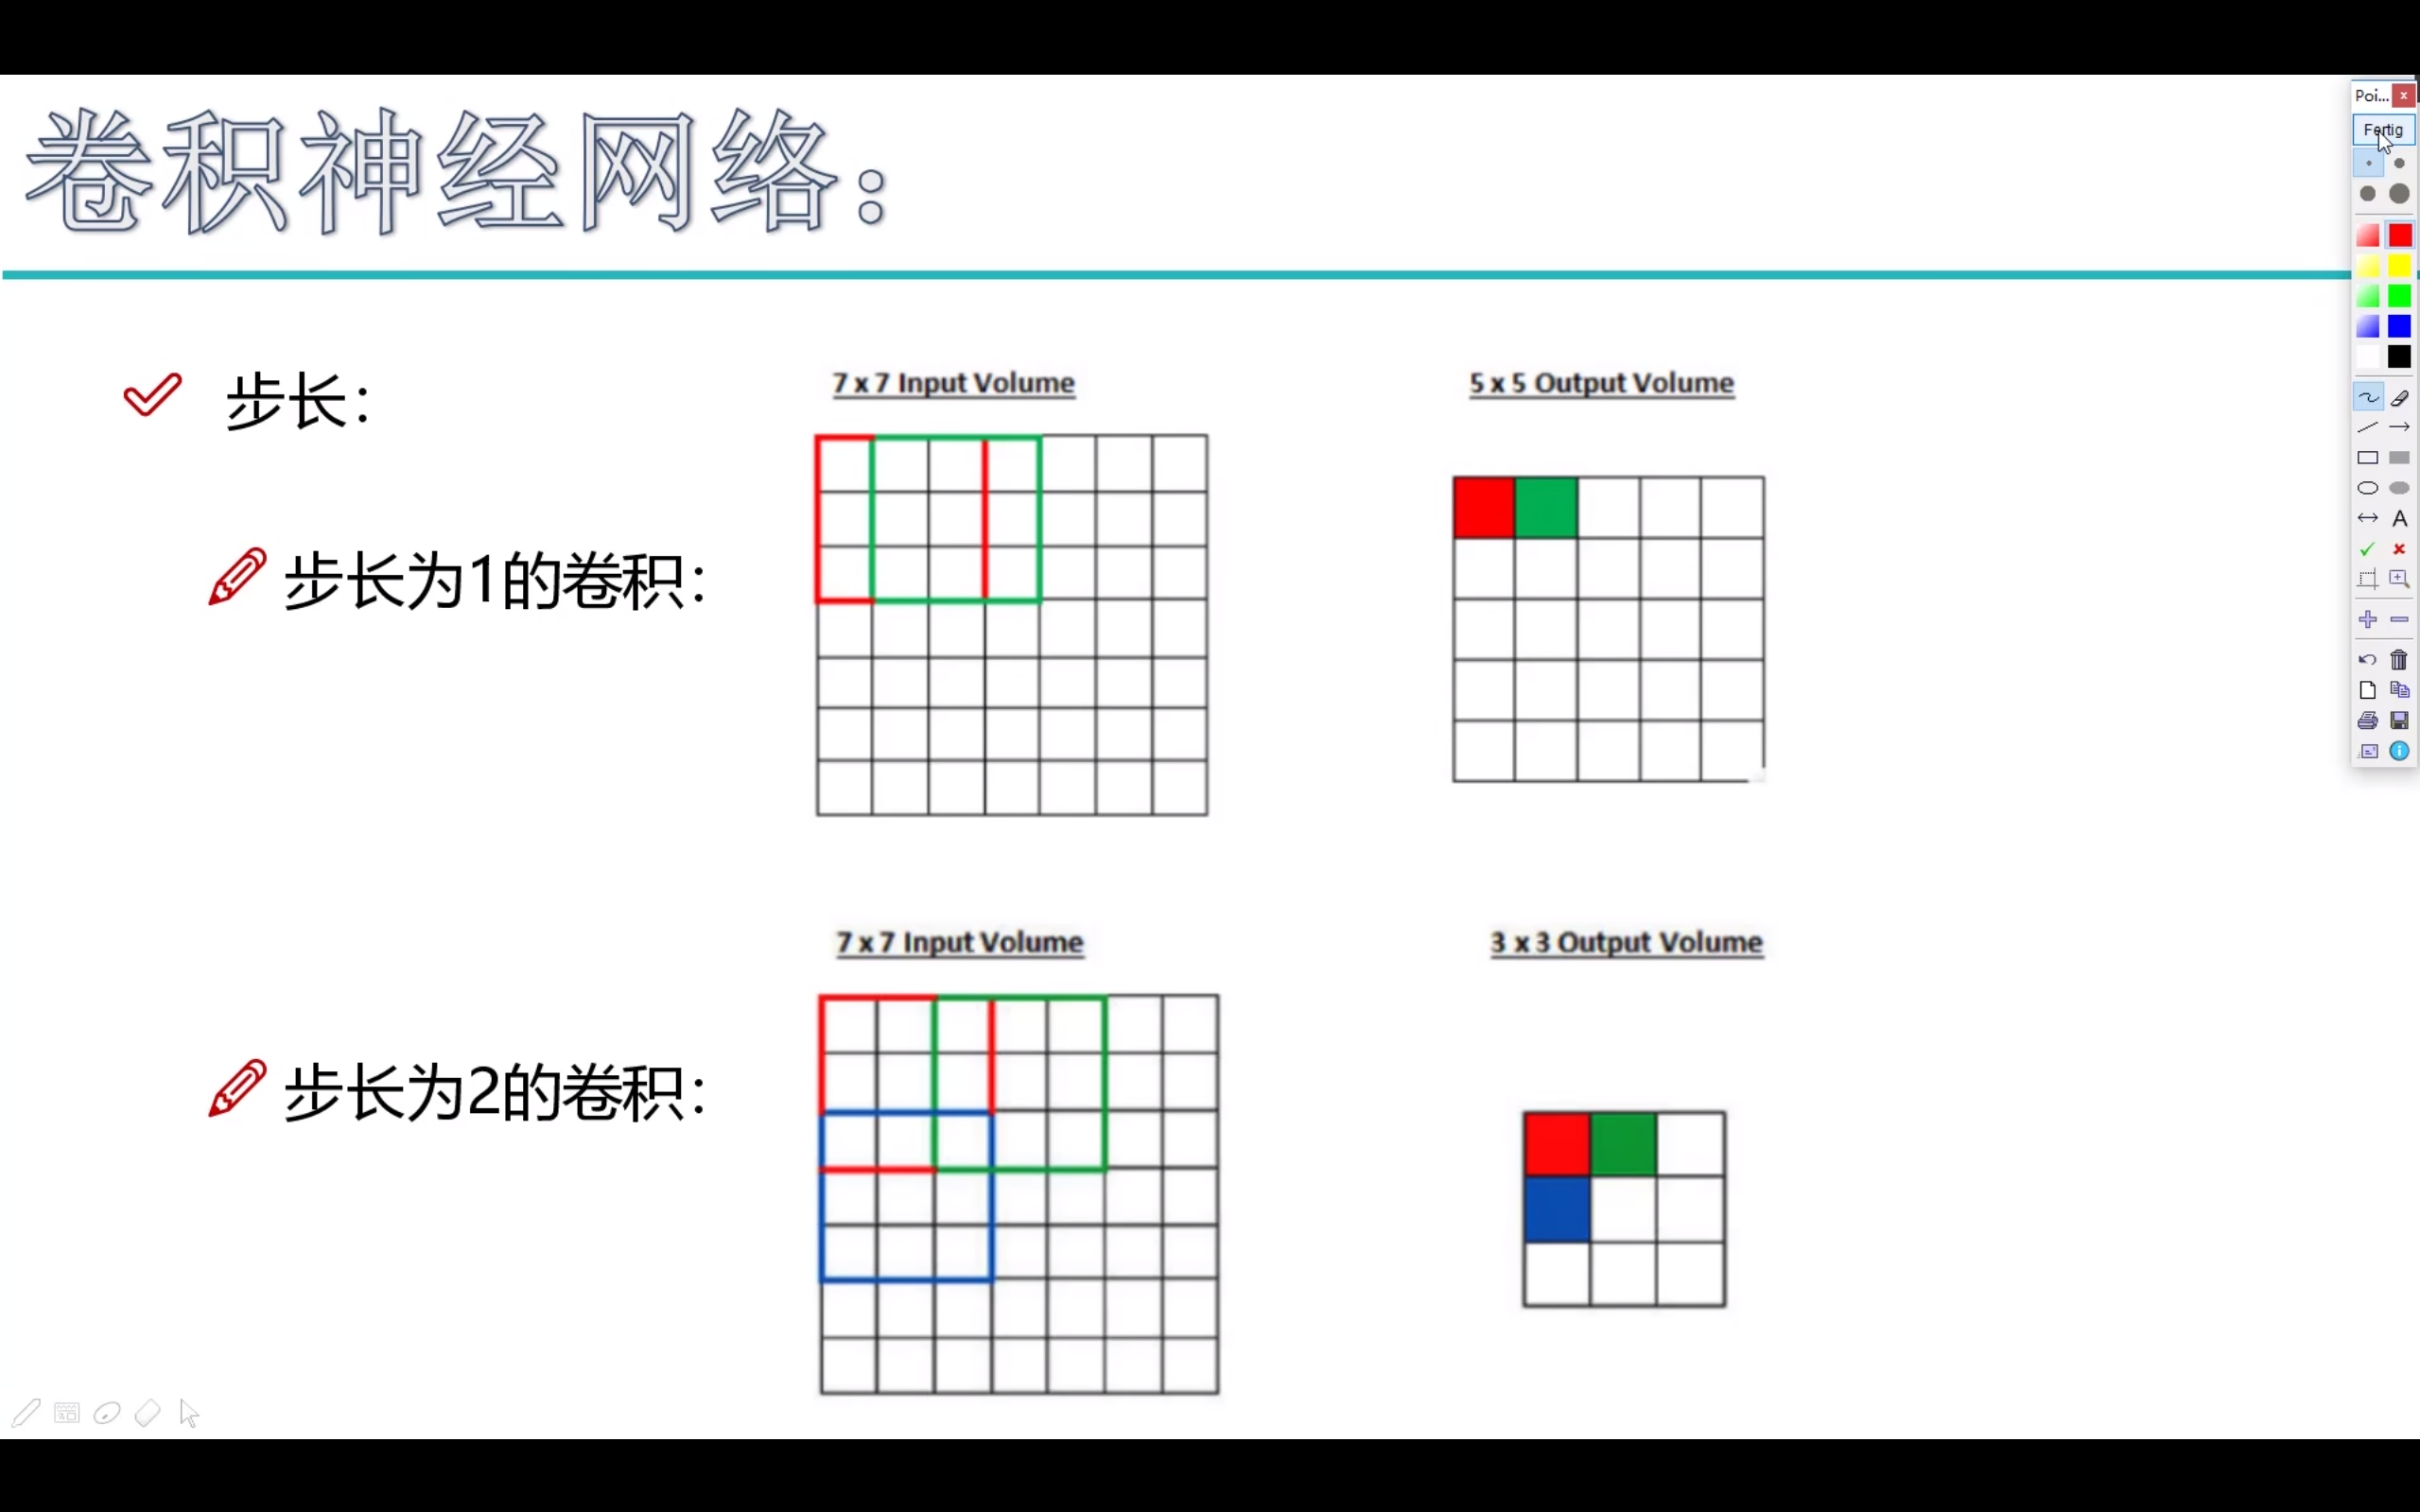 卷积神经网络：
步长：
7 x 7 Input Volume
5 x 5 Output Volume
步长为1的卷积：
7 x 7 Input Volume
3 x 3 Output Volume
步长为2的卷积：
Poi...
Fertig
A